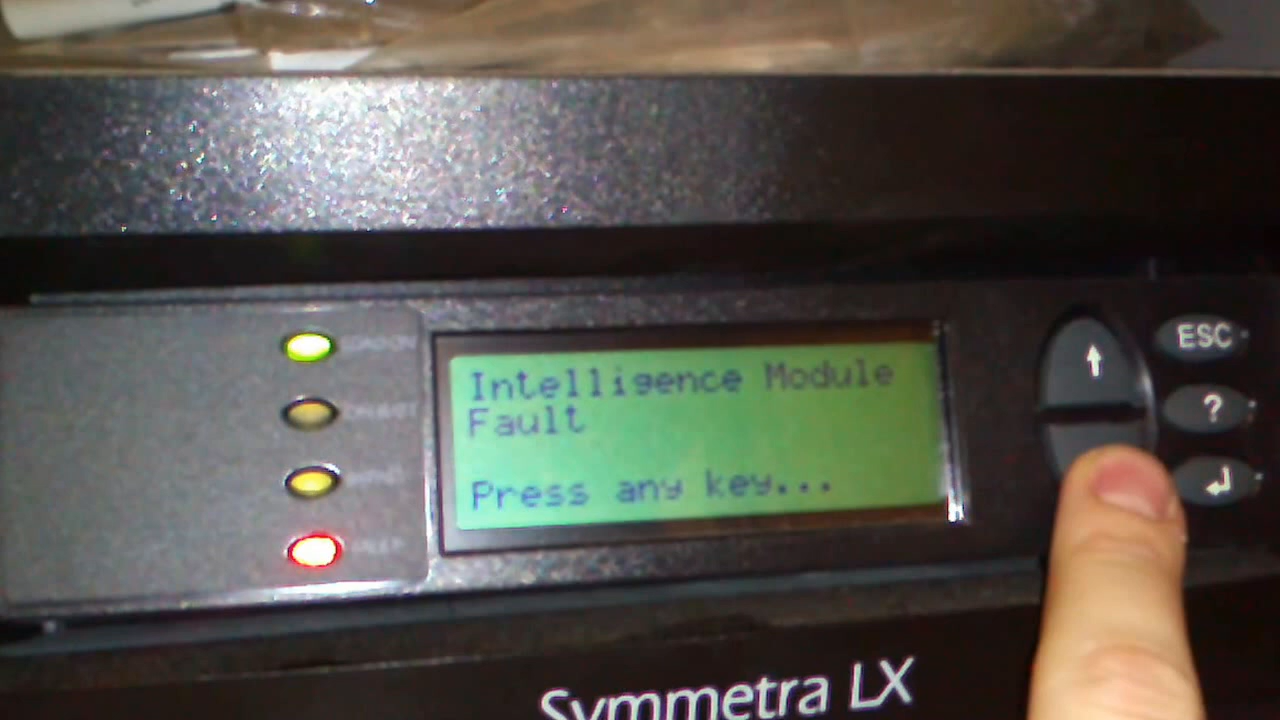 Intelligence Module
Fault
Press any key...
ESC
?
Symmetra LX